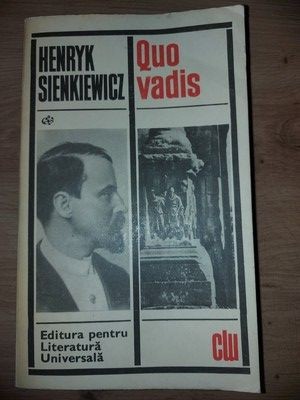 HENRYK
SIENKIEWICZ
Quo
vadis
Editura pentru
Literatură
Universală
clu